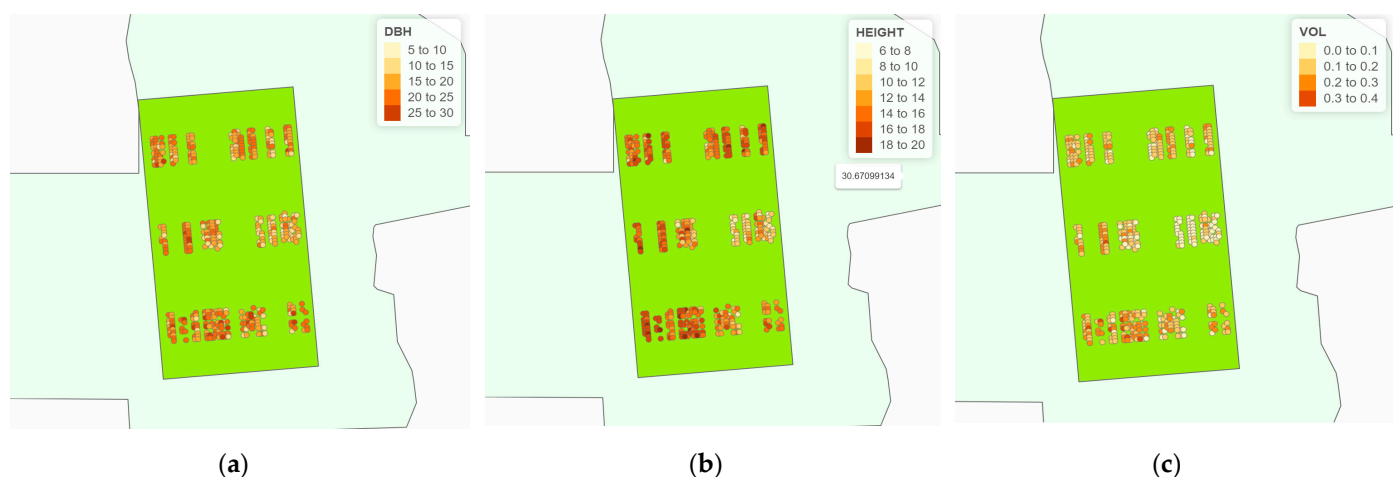 DBH
5 to 10
10 to 15
15 to 20
20 to 25
25 to 30
HEIGHT
6 to 8
8 to 10
10 to 12
12 to 14
14 to 16
16 to 18
18 to 20
30.67099134
VOL
0.0 to 0.1
0.1 to 0.2
0.2 to 0.3
0.3 to 0.4
(a)
(b)
(c)